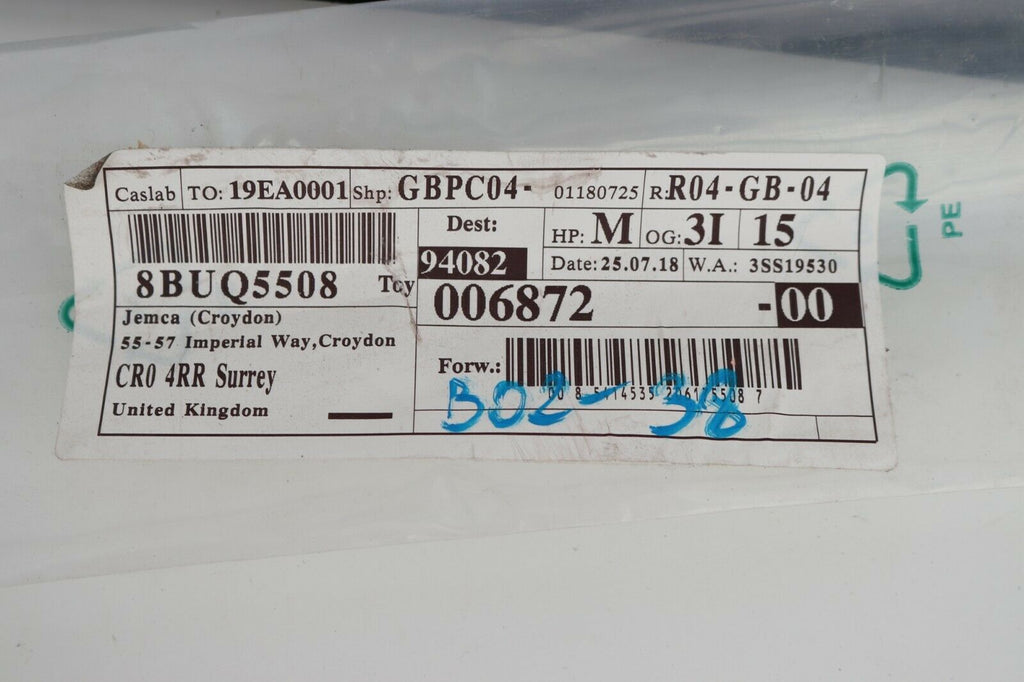 Caslab TO: 19EA0001 Shp: GBPC04- 01180725 R: R04-GB-04
8BUQ5508 Tcy
Jemca (Croydon)
55-57 Imperial Way,Croydon
CR0 4RR Surrey
United Kingdom
Dest:
94082
HP: M OG: 3I 15
Date: 25.07.18 W.A.: 3SS19530
006872 -00
Forw.:
B02-38
PE